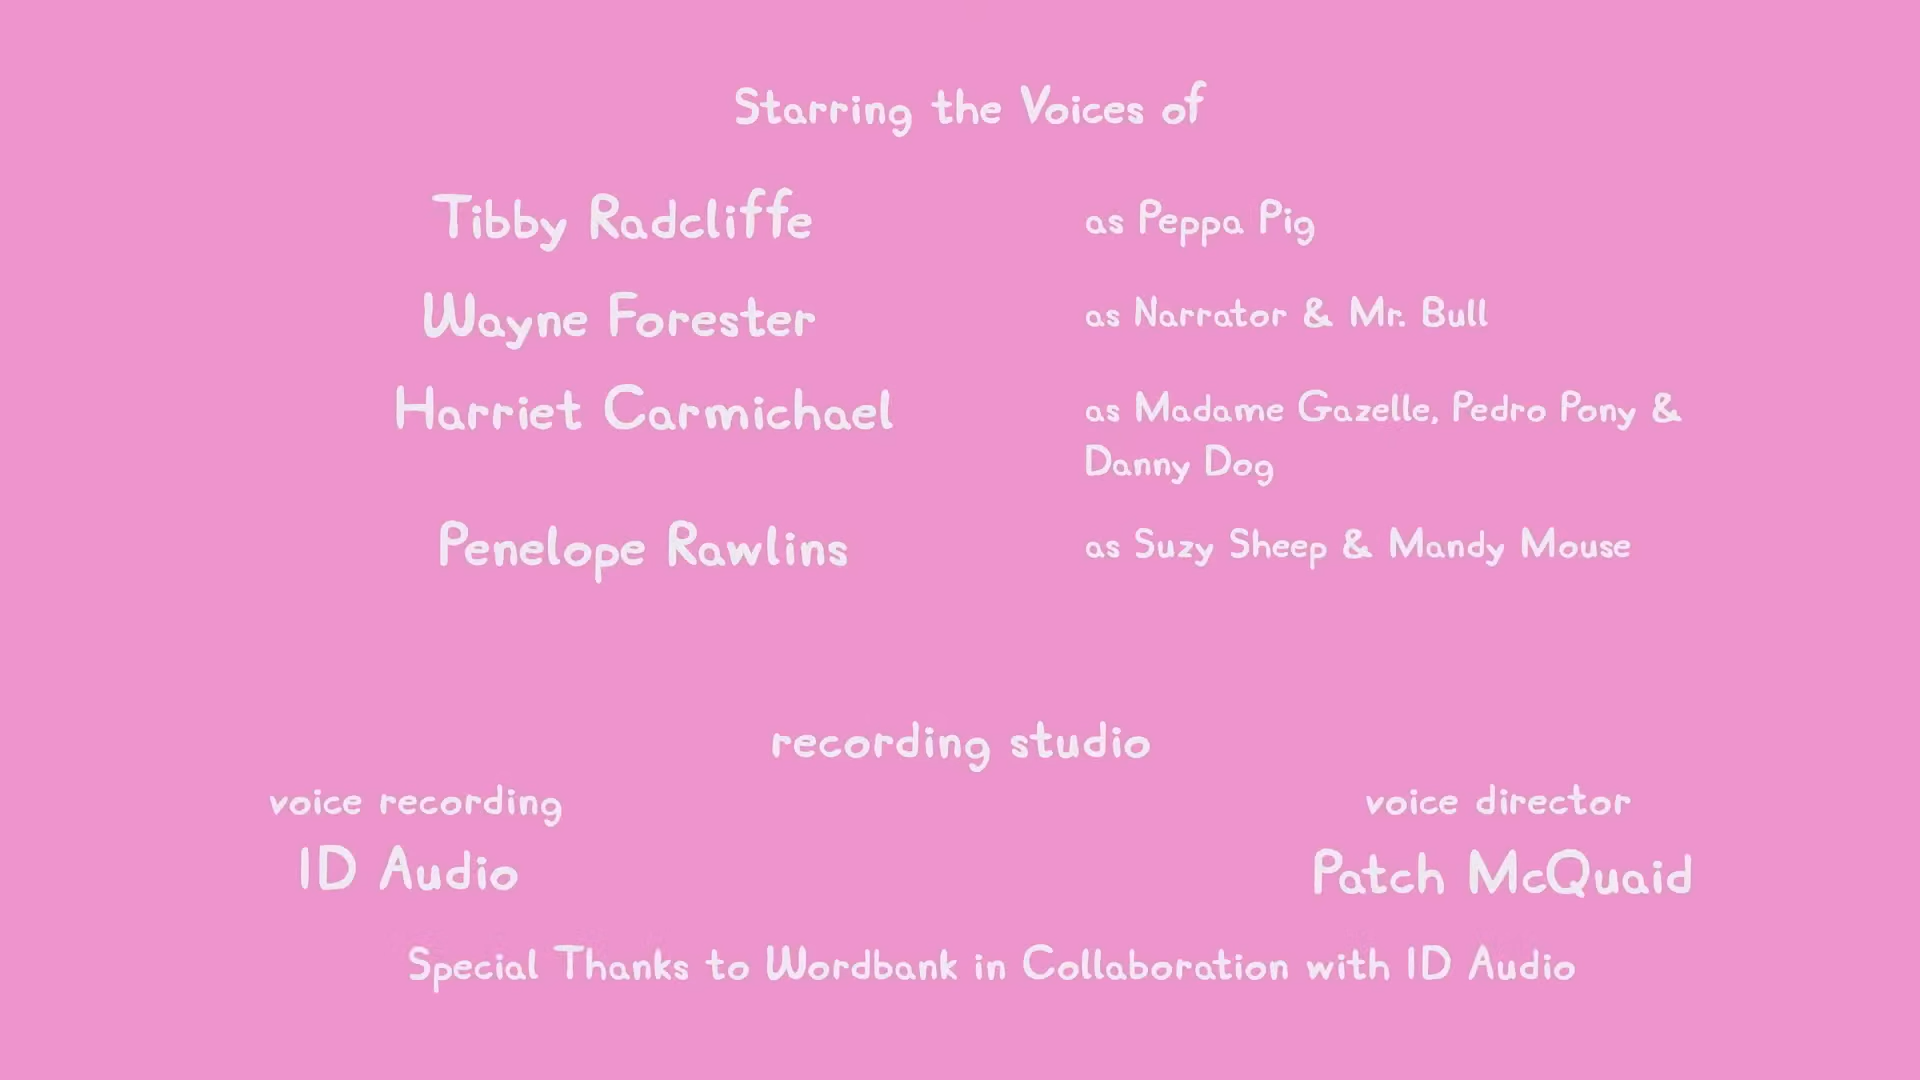 Starring the Voices of
Tibby Radcliffe as Peppa Pig
Wayne Forester as Narrator & Mr. Bull
Harriet Carmichael as Madame Gazelle, Pedro Pony &
Danny Dog
Penelope Rawlins as Suzy Sheep & Mandy Mouse
recording studio
voice recording voice director
ID Audio Patch McQuaid
Special Thanks to Wordbank in Collaboration with ID Audio